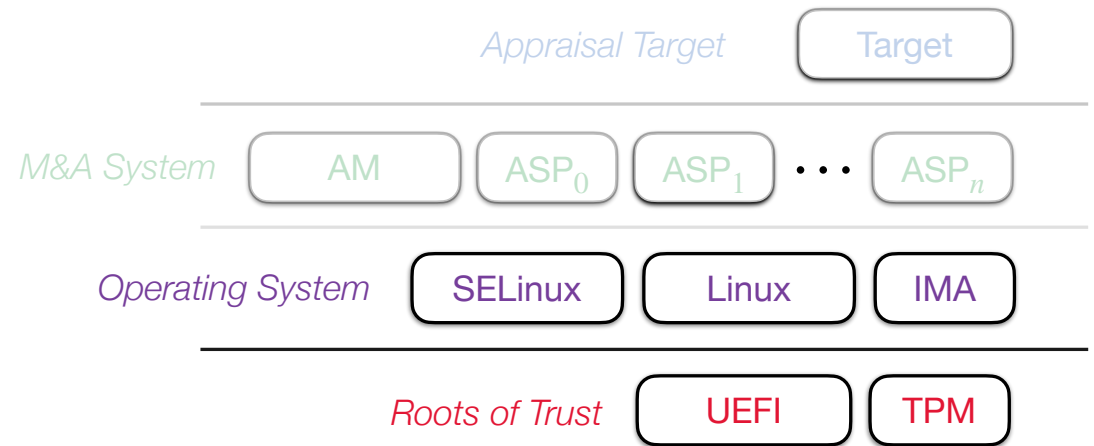 Appraisal Target Target
M&A System AM ASP0 ASP1 ··· ASPn
Operating System SELinux Linux IMA
Roots of Trust UEFI TPM